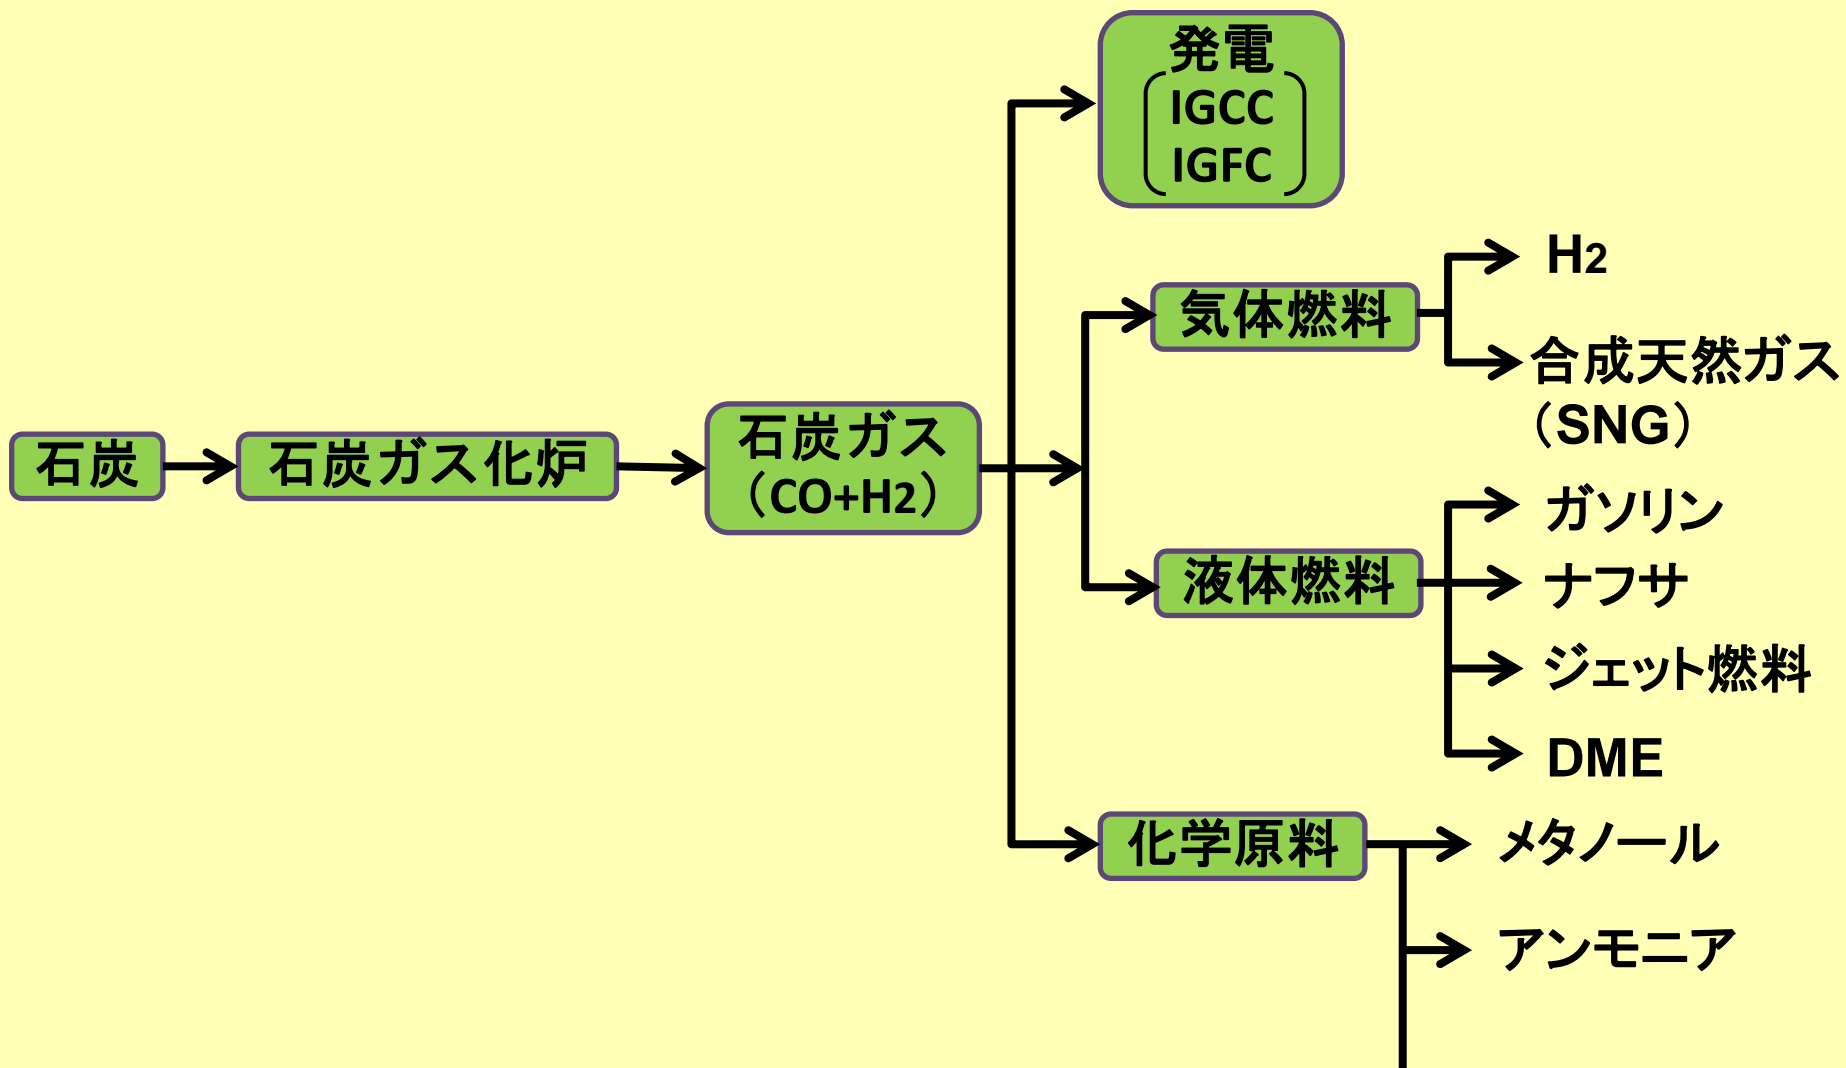 発電
IGCC
IGFC
H2
気体燃料
合成天然ガス
（SNG）
石炭
石炭ガス化炉
石炭ガス
（CO+H2）
ガソリン
液体燃料
ナフサ
ジェット燃料
DME
化学原料
メタノール
アンモニア